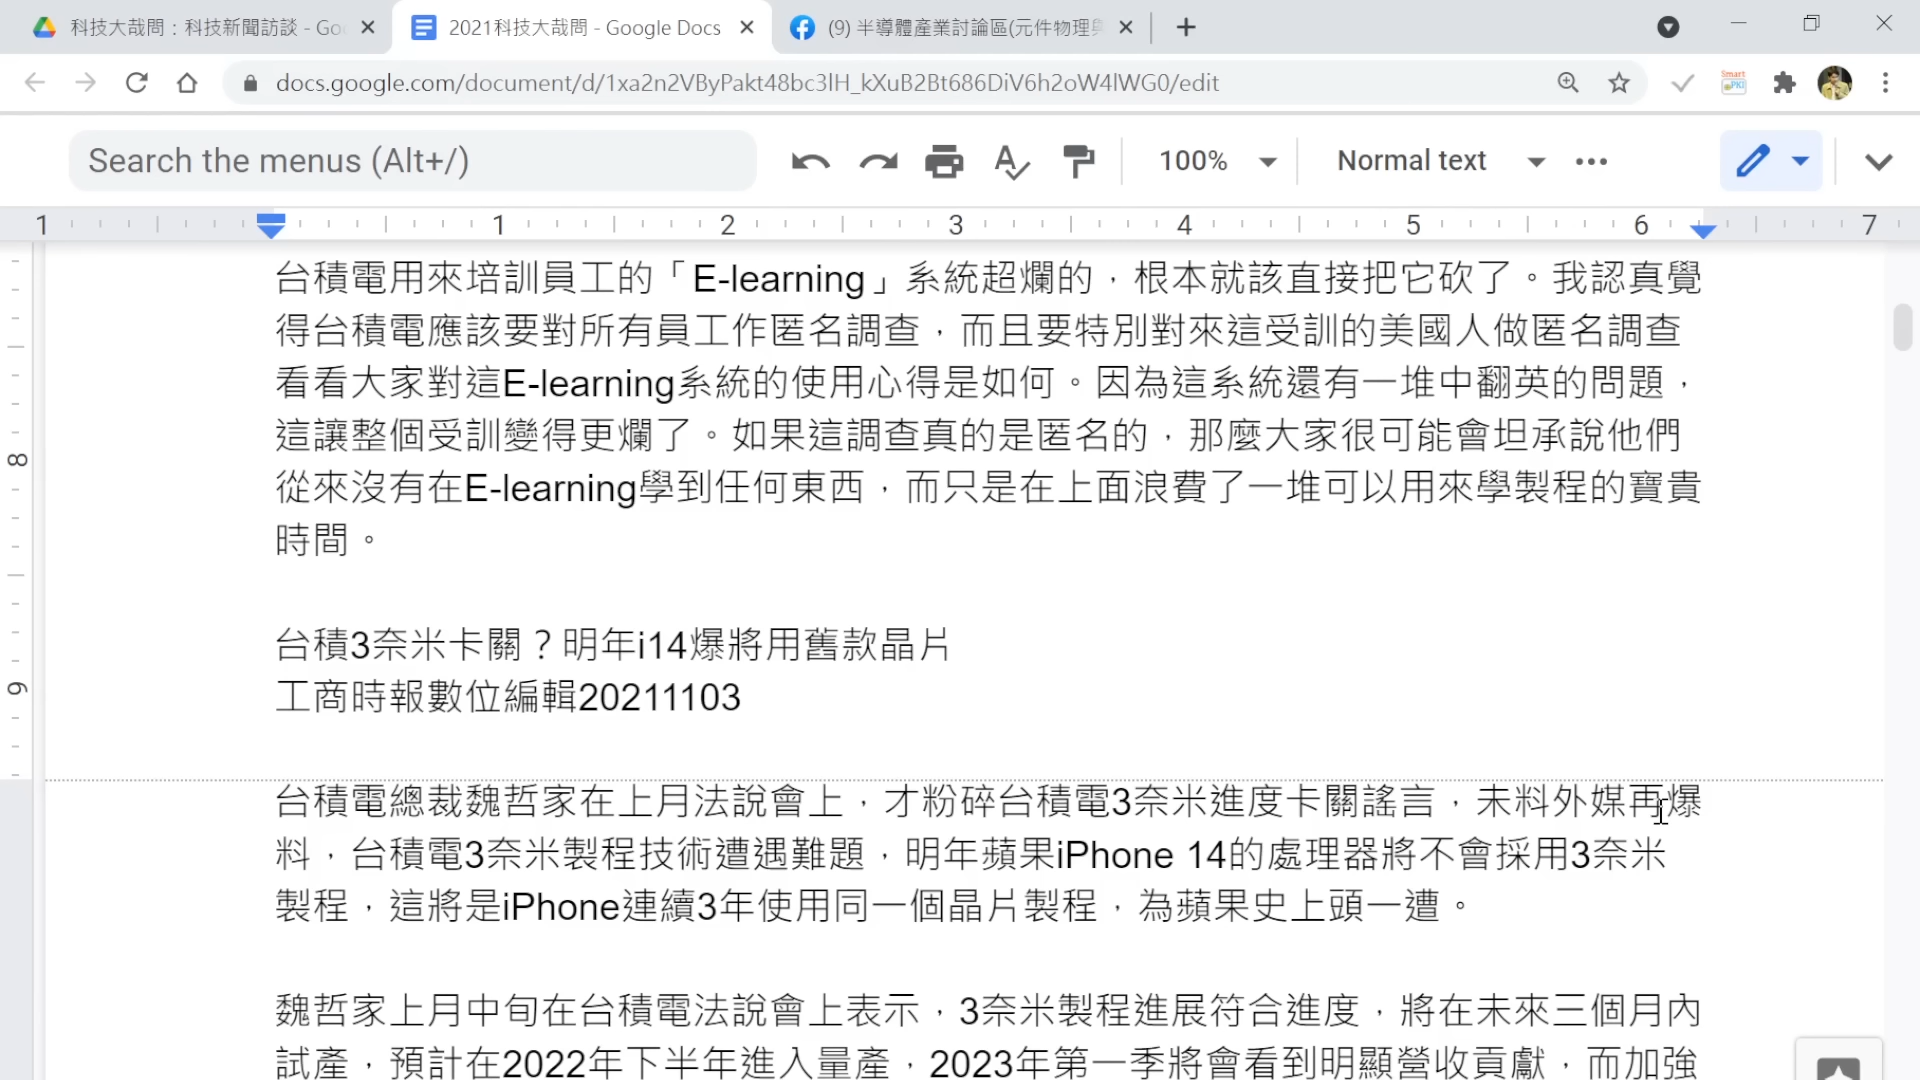 科技大哉問：科技新聞訪談 - Goo
2021科技大哉問 - Google Docs
(9) 半導體產業討論區(元件物理與
docs.google.com/document/d/1xa2n2VByPakt48bc3lH_kXuB2Bt686DiV6h2oW4lWG0/edit
Smart
ePKI
Search the menus (Alt+/)
100%
Normal text
1 1 2 3 4 5 6 7
8
9
台積電用來培訓員工的「E-learning」系統超爛的，根本就該直接把它砍了。我認真覺
得台積電應該要對所有員工作匿名調查，而且要特別對來這受訓的美國人做匿名調查
看看大家對這E-learning系統的使用心得是如何。因為這系統還有一堆中翻英的問題，
這讓整個受訓變得更爛了。如果這調查真的是匿名的，那麼大家很可能會坦承說他們
從來沒有在E-learning學到任何東西，而只是在上面浪費了一堆可以用來學製程的寶貴
時間。
台積3奈米卡關？明年i14爆將用舊款晶片
工商時報數位編輯20211103
台積電總裁魏哲家在上月法說會上，才粉碎台積電3奈米進度卡關謠言，未料外媒再爆
料，台積電3奈米製程技術遭遇難題，明年蘋果iPhone 14的處理器將不會採用3奈米
製程，這將是iPhone連續3年使用同一個晶片製程，為蘋果史上頭一遭。
魏哲家上月中旬在台積電法說會上表示，3奈米製程進展符合進度，將在未來三個月內
試產，預計在2022年下半年進入量產，2023年第一季將會看到明顯營收貢獻，而加強